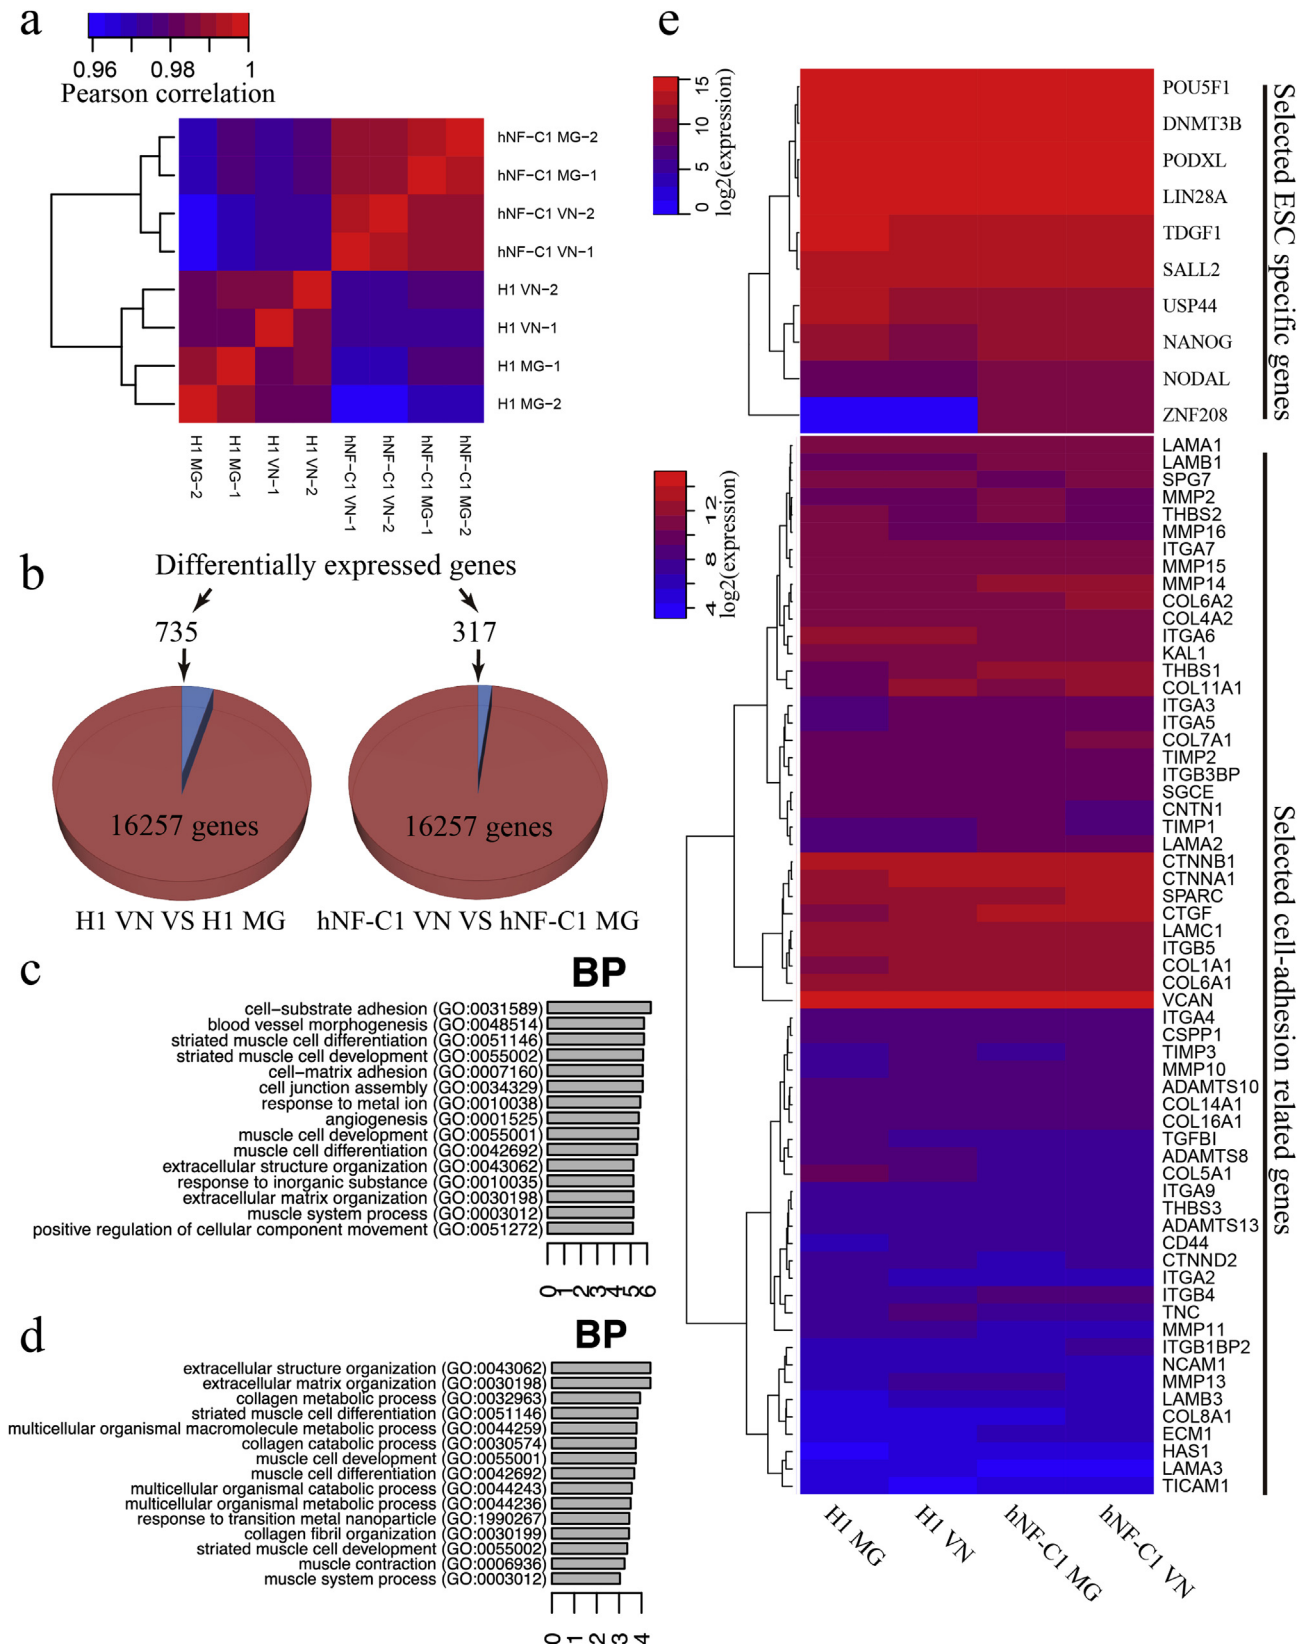 a
0.96 0.98 1
Pearson correlation
hNF-C1 MG-2
hNF-C1 MG-1
hNF-C1 VN-2
hNF-C1 VN-1
H1 VN-2
H1 VN-1
H1 MG-1
H1 MG-2
H1 MG-2
H1 MG-1
H1 VN-1
H1 VN-2
hNF-C1 VN-1
hNF-C1 VN-2
hNF-C1 MG-1
hNF-C1 MG-2
b
Differentially expressed genes
735 317
16257 genes 16257 genes
H1 VN VS H1 MG hNF-C1 VN VS hNF-C1 MG
c
BP
cell-substrate adhesion (GO:0031589)
blood vessel morphogenesis (GO:0048514)
striated muscle cell differentiation (GO:0051146)
striated muscle cell development (GO:0055002)
cell-matrix adhesion (GO:0007160)
cell junction assembly (GO:0034329)
response to metal ion (GO:0010038)
angiogenesis (GO:0001525)
muscle cell development (GO:0055001)
muscle cell differentiation (GO:0042692)
extracellular structure organization (GO:0043062)
response to inorganic substance (GO:0010035)
extracellular matrix organization (GO:0030198)
muscle system process (GO:0003012)
positive regulation of cellular component movement (GO:0051272)
0 1 2 3 4 5 6
d
BP
extracellular structure organization (GO:0043062)
extracellular matrix organization (GO:0030198)
collagen metabolic process (GO:0032963)
striated muscle cell differentiation (GO:0051146)
multicellular organismal macromolecule metabolic process (GO:0044259)
collagen catabolic process (GO:0030574)
muscle cell development (GO:0055001)
muscle cell differentiation (GO:0042692)
multicellular organismal catabolic process (GO:0044243)
multicellular organismal metabolic process (GO:0044236)
response to transition metal nanoparticle (GO:1990267)
collagen fibril organization (GO:0030199)
striated muscle cell development (GO:0055002)
muscle contraction (GO:0006936)
muscle system process (GO:0003012)
0 1 2 3 4
e
0 5 10 15
log2(expression)
POU5F1
DNMT3B
PODXL
LIN28A
TDGF1
SALL2
USP44
NANOG
NODAL
ZNF208
Selected ESC specific genes
4 8 12
log2(expression)
LAMA1
LAMB1
SPG7
MMP2
THBS2
MMP16
ITGA7
MMP15
MMP14
COL6A2
COL4A2
ITGA6
KAL1
THBS1
COL11A1
ITGA3
ITGA5
COL7A1
TIMP2
ITGB3BP
SGCE
CNTN1
TIMP1
LAMA2
CTNNB1
CTNNA1
SPARC
CTGF
LAMC1
ITGB5
COL1A1
COL6A1
VCAN
ITGA4
CSPP1
TIMP3
MMP10
ADAMTS10
COL14A1
COL16A1
TGFBI
ADAMTS8
COL5A1
ITGA9
THBS3
ADAMTS13
CD44
CTNND2
ITGA2
ITGB4
TNC
MMP11
ITGB1BP2
NCAM1
MMP13
LAMB3
COL8A1
ECM1
HAS1
LAMA3
TICAM1
Selected cell-adhesion related genes
H1 MG
H1 VN
hNF-C1 MG
hNF-C1 VN